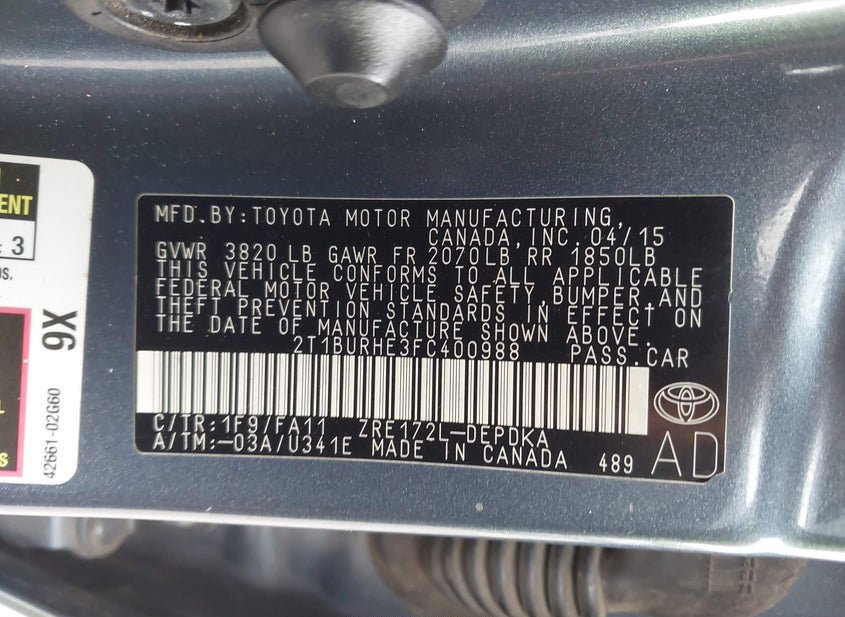 ENT
3
9X
42661-02G60
MFD.BY:TOYOTA MOTOR MANUFACTURING,
CANADA,INC.04/15
GVWR 3820LB GAWR FR 2070LB RR 1850LB
THIS VEHICLE CONFORMS TO ALL APPLICABLE
FEDERAL MOTOR VEHICLE SAFETY,BUMPER,AND
THEFT PREVENTION STANDARDS IN EFFECT ON
THE DATE OF MANUFACTURE SHOWN ABOVE.
2T1BURHE3FC400988 PASS.CAR
C/TR:1F9/FA11 ZRE172L-DEPDKA
A/TM:-03A/U341E MADE IN CANADA 489
AD